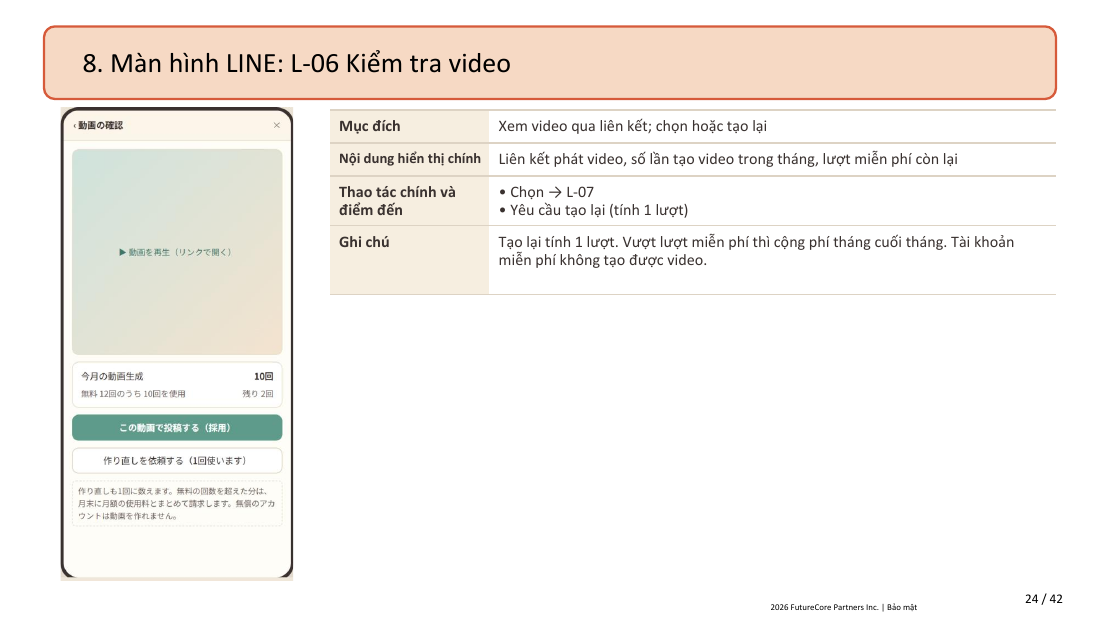 8. Màn hình LINE: L-06 Kiểm tra video
‹ 動画の確認 ×
▶ 動画を再生（リンクで開く）
今月の動画生成 10回
無料 12回のうち 10回を使用 残り 2回
この動画で投稿する（採用）
作り直しを依頼する（1回使います）
作り直しも1回に数えます。無料の回数を超えた分は、
月末に月額の使用料とまとめて請求します。無償のアカ
ウントは動画を作れません。
Mục đích Xem video qua liên kết; chọn hoặc tạo lại
Nội dung hiển thị chính Liên kết phát video, số lần tạo video trong tháng, lượt miễn phí còn lại
Thao tác chính và
điểm đến
• Chọn → L-07
• Yêu cầu tạo lại (tính 1 lượt)
Ghi chú Tạo lại tính 1 lượt. Vượt lượt miễn phí thì cộng phí tháng cuối tháng. Tài khoản
miễn phí không tạo được video.
2026 FutureCore Partners Inc. | Bảo mật
24 / 42